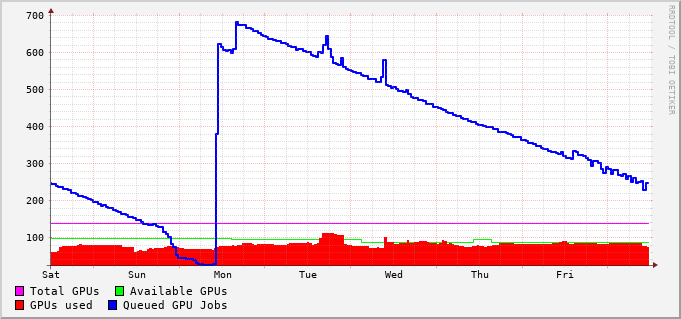 700
600
500
400
300
200
100
Sat Sun Mon Tue Wed Thu Fri
Total GPUs Available GPUs
GPUs used Queued GPU Jobs
RRDTOOL / TOBI OETIKER